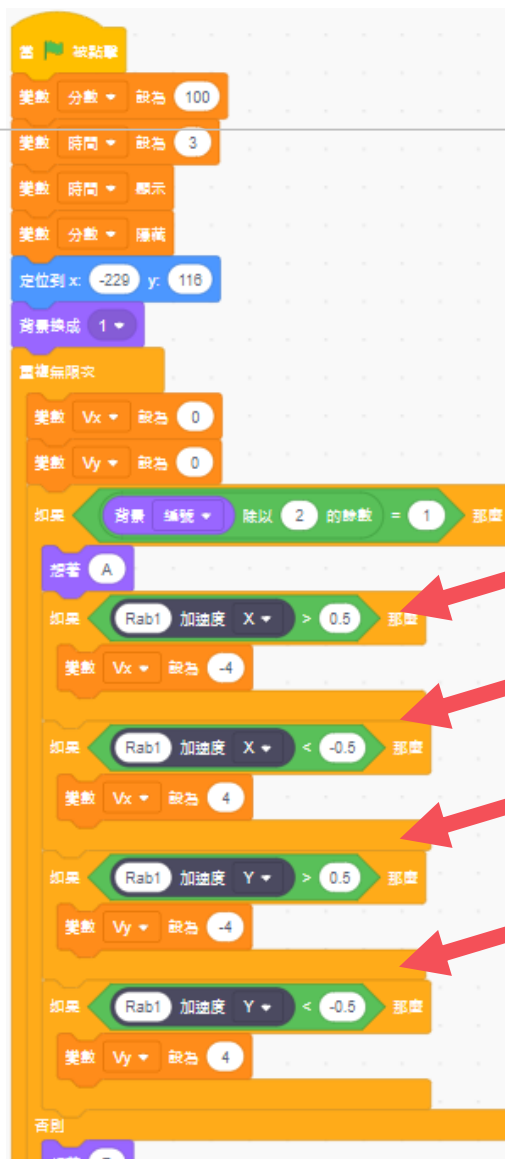 當 被點擊
變數 分數 設為 100
變數 時間 設為 3
變數 時間 顯示
變數 分數 隱藏
定位到 x: -229 y: 116
背景換成 1
重複無限次
變數 Vx 設為 0
變數 Vy 設為 0
如果 背景 編號 除以 2 的餘數 = 1 那麼
想著 A
如果 Rab1 加速度 X > 0.5 那麼
變數 Vx 設為 -4
如果 Rab1 加速度 X < -0.5 那麼
變數 Vx 設為 4
如果 Rab1 加速度 Y > 0.5 那麼
變數 Vy 設為 -4
如果 Rab1 加速度 Y < -0.5 那麼
變數 Vy 設為 4
否則